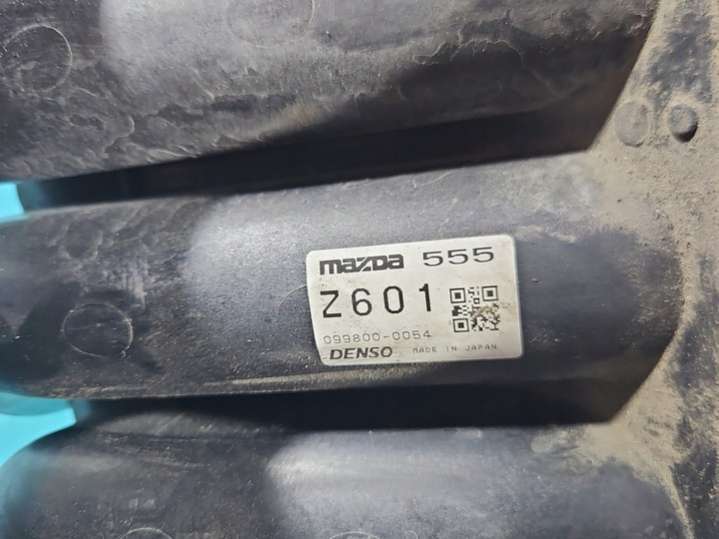 mazda 555
Z601
099800-0054
DENSO MADE IN JAPAN